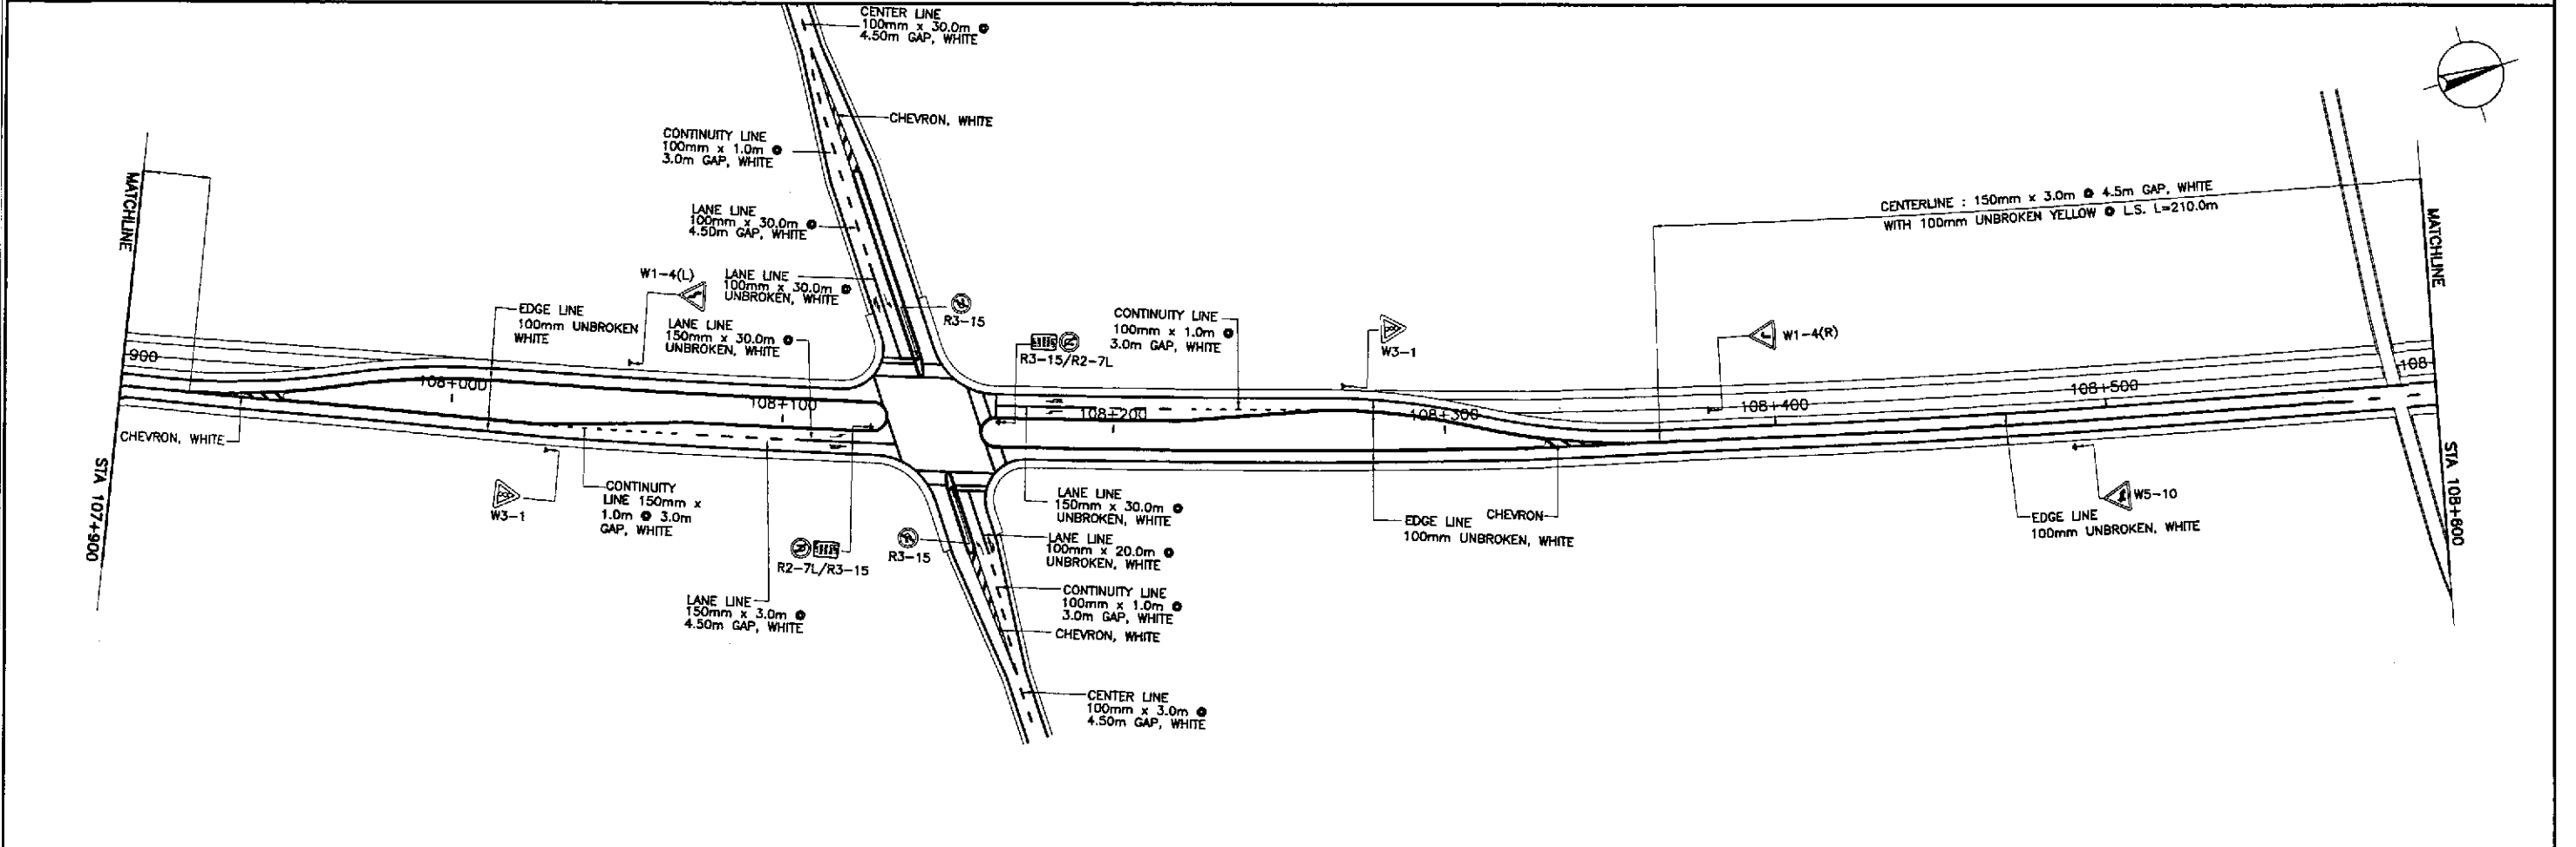 CENTER LINE
100mm x 30.0m @
4.50m GAP, WHITE
CHEVRON, WHITE
CONTINUITY LINE
100mm x 1.0m @
3.0m GAP, WHITE
LANE LINE
100mm x 30.0m @
4.50m GAP, WHITE
LANE LINE
100mm x 30.0m @
UNBROKEN, WHITE
LANE LINE
150mm x 30.0m @
UNBROKEN, WHITE
W1-4(L)
EDGE LINE
100mm UNBROKEN
WHITE
MATCHLINE
900
108+000
108+100
CHEVRON, WHITE
STA 107+900
W3-1
CONTINUITY
LINE 150mm x
1.0m @ 3.0m
GAP, WHITE
R2-7L/R3-15
LANE LINE
150mm x 3.0m @
4.50m GAP, WHITE
R3-15
R3-15
R3-15/R2-7L
CONTINUITY LINE
100mm x 1.0m @
3.0m GAP, WHITE
W3-1
W1-4(R)
CENTERLINE : 150mm x 3.0m @ 4.5m GAP, WHITE
WITH 100mm UNBROKEN YELLOW @ L.S. L=210.0m
MATCHLINE
108+200
108+300
108+400
108+500
108
LANE LINE
150mm x 30.0m @
UNBROKEN, WHITE
LANE LINE
100mm x 20.0m @
UNBROKEN, WHITE
CONTINUITY LINE
100mm x 1.0m @
3.0m GAP, WHITE
CHEVRON, WHITE
CENTER LINE
100mm x 3.0m @
4.50m GAP, WHITE
EDGE LINE
100mm UNBROKEN, WHITE
CHEVRON
W5-10
EDGE LINE
100mm UNBROKEN, WHITE
STA 108+600